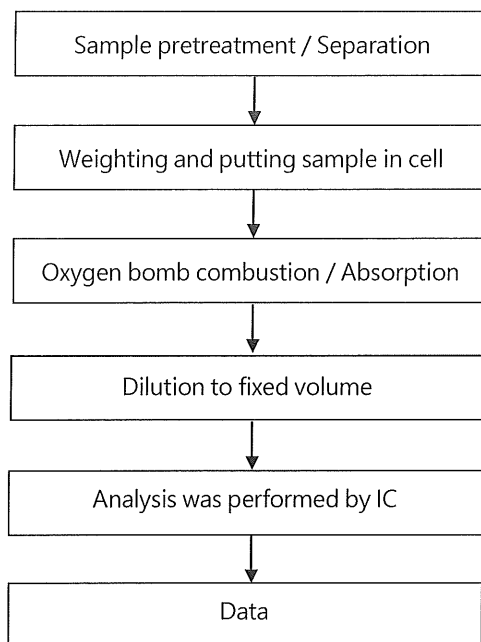 Sample pretreatment / Separation
Weighting and putting sample in cell
Oxygen bomb combustion / Absorption
Dilution to fixed volume
Analysis was performed by IC
Data